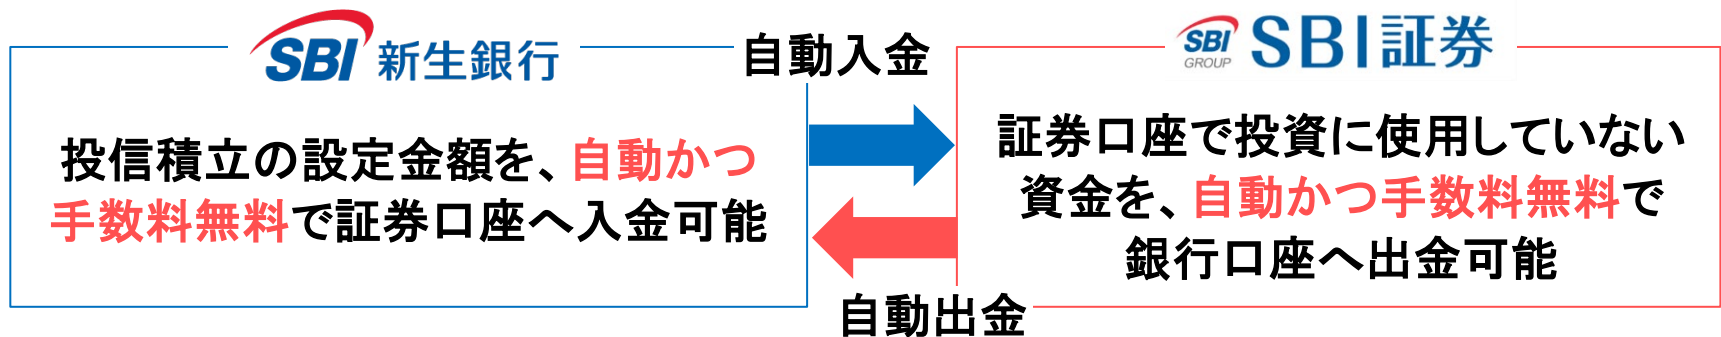 SBI 新生銀行
投信積立の設定金額を、自動かつ
手数料無料で証券口座へ入金可能
自動入金
自動出金
SBI GROUP SBI証券
証券口座で投資に使用していない
資金を、自動かつ手数料無料で
銀行口座へ出金可能